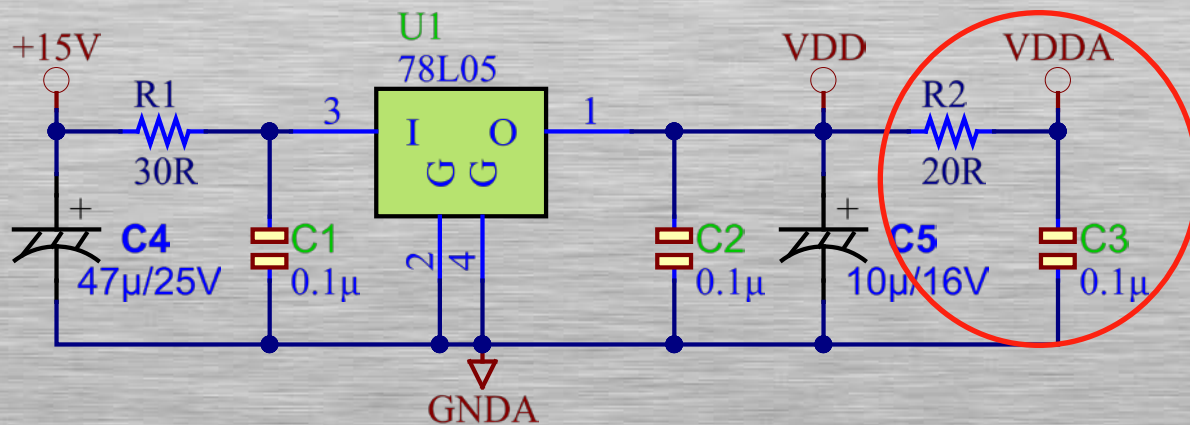 +15V
R1
30R
+
C4
47µ/25V
C1
0.1µ
U1
78L05
3
I
O
G
G
1
2
4
GNDA
C2
0.1µ
VDD
+
C5
10µ/16V
R2
20R
VDDA
C3
0.1µ